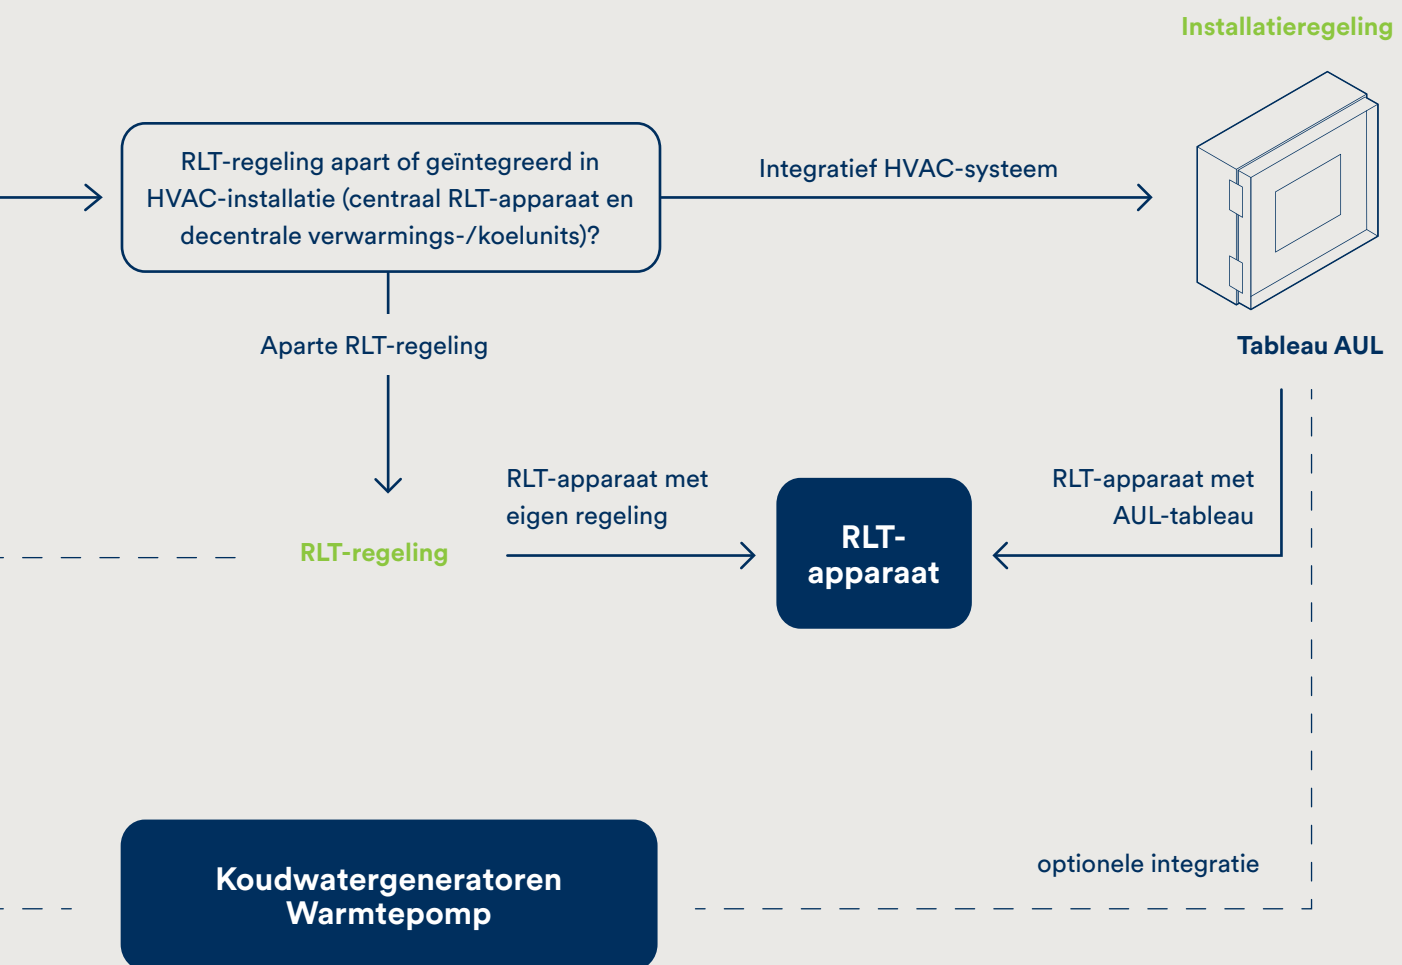 Installatieregeling
RLT-regeling apart of geïntegreerd in
HVAC-installatie (centraal RLT-apparaat en
decentrale verwarmings-/koelunits)?
Integratief HVAC-systeem
Aparte RLT-regeling
Tableau AUL
RLT-apparaat met
eigen regeling
RLT-apparaat met
AUL-tableau
RLT-regeling
RLT-
apparaat
optionele integratie
Koudwatergeneratoren
Warmtepomp